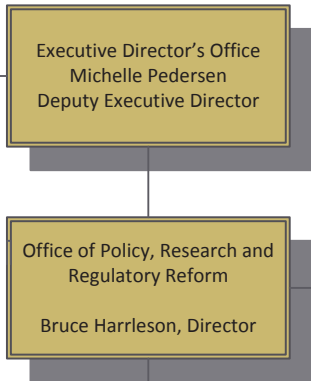 Executive Director’s Office
Michelle Pedersen
Deputy Executive Director
Office of Policy, Research and
Regulatory Reform
Bruce Harrleson, Director